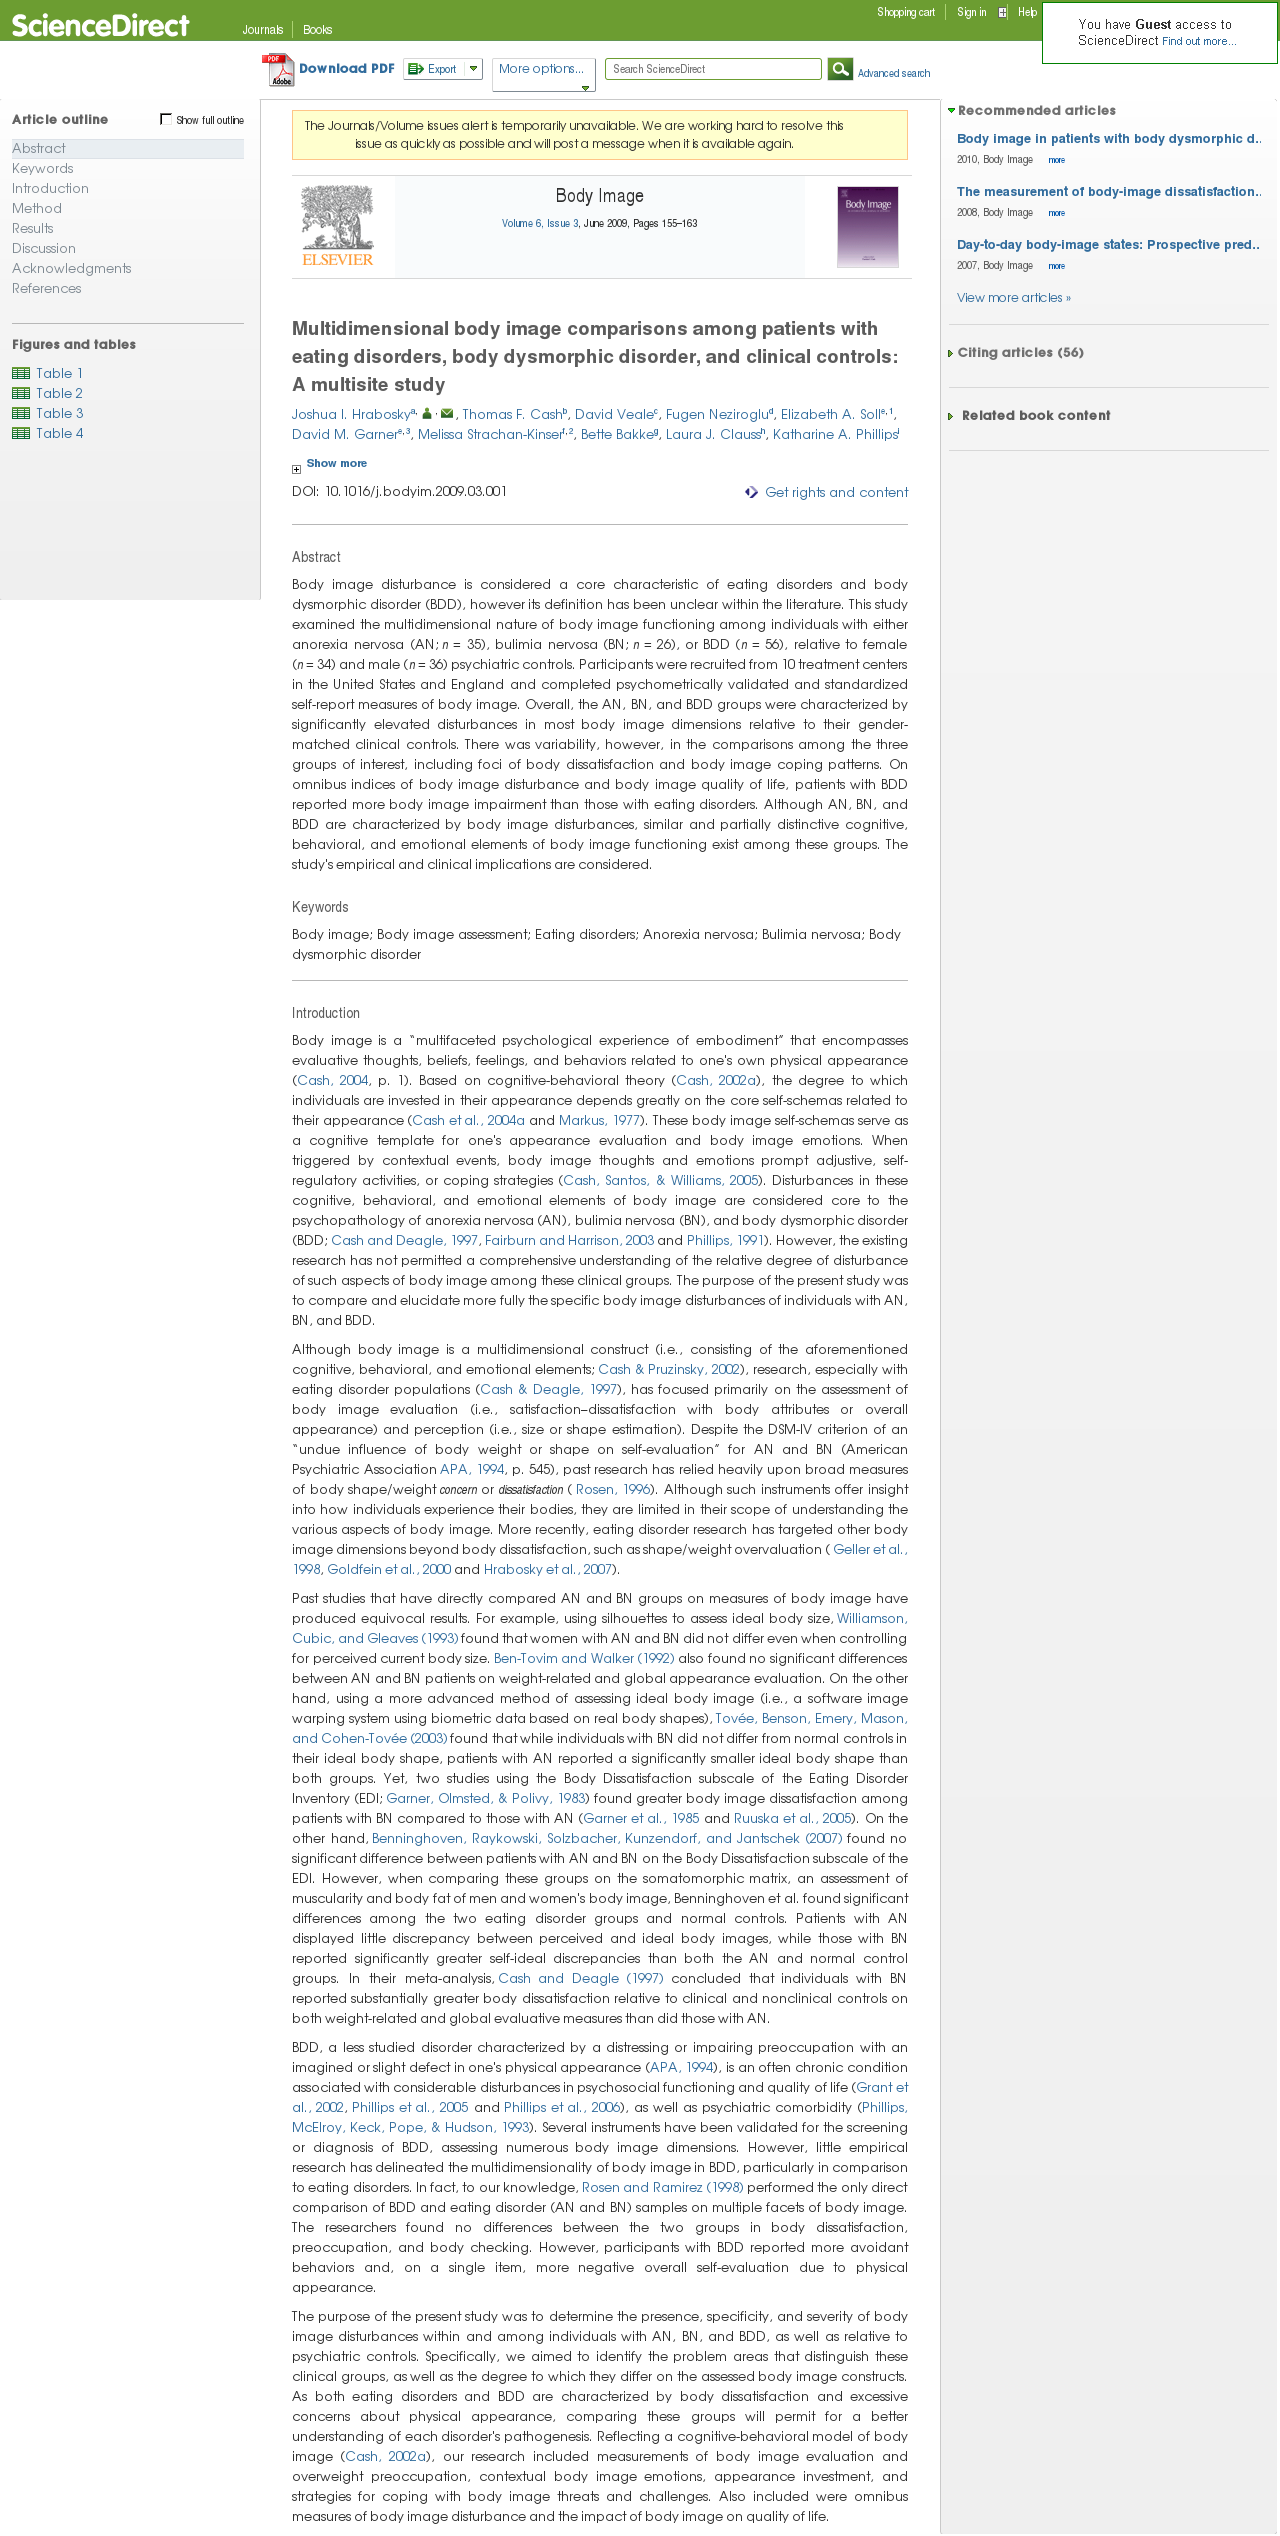 ScienceDirect
Journals
Books
Shopping cart
Sign in
Help
You have Guest access to
ScienceDirect Find out more...
Download PDF
Export
More options...
Search ScienceDirect
Advanced search
Article outline
Show full outline
Abstract
Keywords
Introduction
Method
Results
Discussion
Acknowledgments
References
Figures and tables
Table 1
Table 2
Table 3
Table 4
The Journals/Volume issues alert is temporarily unavailable. We are working hard to resolve this
issue as quickly as possible and will post a message when it is available again.
ELSEVIER
Body Image
Volume 6, Issue 3, June 2009, Pages 155–163
Body Image
Multidimensional body image comparisons among patients with
eating disorders, body dysmorphic disorder, and clinical controls:
A multisite study
Joshua I. Hrabosky a, , Thomas F. Cash b, David Veale c, Fugen Neziroglu d, Elizabeth A. Soll e, 1,
David M. Garner e, 3, Melissa Strachan-Kinser f, 2, Bette Bakke g, Laura J. Clauss h, Katharine A. Phillips i
Show more
DOI: 10.1016/j.bodyim.2009.03.001
Get rights and content
Abstract
Body image disturbance is considered a core characteristic of eating disorders and body
dysmorphic disorder (BDD), however its definition has been unclear within the literature. This study
examined the multidimensional nature of body image functioning among individuals with either
anorexia nervosa (AN; n = 35), bulimia nervosa (BN; n = 26), or BDD (n = 56), relative to female
(n = 34) and male (n = 36) psychiatric controls. Participants were recruited from 10 treatment centers
in the United States and England and completed psychometrically validated and standardized
self-report measures of body image. Overall, the AN, BN, and BDD groups were characterized by
significantly elevated disturbances in most body image dimensions relative to their gender-
matched clinical controls. There was variability, however, in the comparisons among the three
groups of interest, including foci of body dissatisfaction and body image coping patterns. On
omnibus indices of body image disturbance and body image quality of life, patients with BDD
reported more body image impairment than those with eating disorders. Although AN, BN, and
BDD are characterized by body image disturbances, similar and partially distinctive cognitive,
behavioral, and emotional elements of body image functioning exist among these groups. The
study's empirical and clinical implications are considered.
Keywords
Body image; Body image assessment; Eating disorders; Anorexia nervosa; Bulimia nervosa; Body
dysmorphic disorder
Introduction
Body image is a “multifaceted psychological experience of embodiment” that encompasses
evaluative thoughts, beliefs, feelings, and behaviors related to one's own physical appearance
(Cash, 2004, p. 1). Based on cognitive-behavioral theory (Cash, 2002a), the degree to which
individuals are invested in their appearance depends greatly on the core self-schemas related to
their appearance (Cash et al., 2004a and Markus, 1977). These body image self-schemas serve as
a cognitive template for one's appearance evaluation and body image emotions. When
triggered by contextual events, body image thoughts and emotions prompt adjustive, self-
regulatory activities, or coping strategies (Cash, Santos, & Williams, 2005). Disturbances in these
cognitive, behavioral, and emotional elements of body image are considered core to the
psychopathology of anorexia nervosa (AN), bulimia nervosa (BN), and body dysmorphic disorder
(BDD; Cash and Deagle, 1997, Fairburn and Harrison, 2003 and Phillips, 1991). However, the existing
research has not permitted a comprehensive understanding of the relative degree of disturbance
of such aspects of body image among these clinical groups. The purpose of the present study was
to compare and elucidate more fully the specific body image disturbances of individuals with AN,
BN, and BDD.
Although body image is a multidimensional construct (i.e., consisting of the aforementioned
cognitive, behavioral, and emotional elements; Cash & Pruzinsky, 2002), research, especially with
eating disorder populations (Cash & Deagle, 1997), has focused primarily on the assessment of
body image evaluation (i.e., satisfaction–dissatisfaction with body attributes or overall
appearance) and perception (i.e., size or shape estimation). Despite the DSM-IV criterion of an
“undue influence of body weight or shape on self-evaluation” for AN and BN (American
Psychiatric Association APA, 1994, p. 545), past research has relied heavily upon broad measures
of body shape/weight concern or dissatisfaction ( Rosen, 1996). Although such instruments offer insight
into how individuals experience their bodies, they are limited in their scope of understanding the
various aspects of body image. More recently, eating disorder research has targeted other body
image dimensions beyond body dissatisfaction, such as shape/weight overvaluation ( Geller et al.,
1998, Goldfein et al., 2000 and Hrabosky et al., 2007).
Past studies that have directly compared AN and BN groups on measures of body image have
produced equivocal results. For example, using silhouettes to assess ideal body size, Williamson,
Cubic, and Gleaves (1993) found that women with AN and BN did not differ even when controlling
for perceived current body size. Ben-Tovim and Walker (1992) also found no significant differences
between AN and BN patients on weight-related and global appearance evaluation. On the other
hand, using a more advanced method of assessing ideal body image (i.e., a software image
warping system using biometric data based on real body shapes), Tovée, Benson, Emery, Mason,
and Cohen-Tovée (2003) found that while individuals with BN did not differ from normal controls in
their ideal body shape, patients with AN reported a significantly smaller ideal body shape than
both groups. Yet, two studies using the Body Dissatisfaction subscale of the Eating Disorder
Inventory (EDI; Garner, Olmsted, & Polivy, 1983) found greater body image dissatisfaction among
patients with BN compared to those with AN (Garner et al., 1985 and Ruuska et al., 2005). On the
other hand, Benninghoven, Raykowski, Solzbacher, Kunzendorf, and Jantschek (2007) found no
significant difference between patients with AN and BN on the Body Dissatisfaction subscale of the
EDI. However, when comparing these groups on the somatomorphic matrix, an assessment of
muscularity and body fat of men and women's body image, Benninghoven et al. found significant
differences among the two eating disorder groups and normal controls. Patients with AN
displayed little discrepancy between perceived and ideal body images, while those with BN
reported significantly greater self-ideal discrepancies than both the AN and normal control
groups. In their meta-analysis, Cash and Deagle (1997) concluded that individuals with BN
reported substantially greater body dissatisfaction relative to clinical and nonclinical controls on
both weight-related and global evaluative measures than did those with AN.
BDD, a less studied disorder characterized by a distressing or impairing preoccupation with an
imagined or slight defect in one's physical appearance (APA, 1994), is an often chronic condition
associated with considerable disturbances in psychosocial functioning and quality of life (Grant et
al., 2002, Phillips et al., 2005 and Phillips et al., 2006), as well as psychiatric comorbidity (Phillips,
McElroy, Keck, Pope, & Hudson, 1993). Several instruments have been validated for the screening
or diagnosis of BDD, assessing numerous body image dimensions. However, little empirical
research has delineated the multidimensionality of body image in BDD, particularly in comparison
to eating disorders. In fact, to our knowledge, Rosen and Ramirez (1998) performed the only direct
comparison of BDD and eating disorder (AN and BN) samples on multiple facets of body image.
The researchers found no differences between the two groups in body dissatisfaction,
preoccupation, and body checking. However, participants with BDD reported more avoidant
behaviors and, on a single item, more negative overall self-evaluation due to physical
appearance.
The purpose of the present study was to determine the presence, specificity, and severity of body
image disturbances within and among individuals with AN, BN, and BDD, as well as relative to
psychiatric controls. Specifically, we aimed to identify the problem areas that distinguish these
clinical groups, as well as the degree to which they differ on the assessed body image constructs.
As both eating disorders and BDD are characterized by body dissatisfaction and excessive
concerns about physical appearance, comparing these groups will permit for a better
understanding of each disorder's pathogenesis. Reflecting a cognitive-behavioral model of body
image (Cash, 2002a), our research included measurements of body image evaluation and
overweight preoccupation, contextual body image emotions, appearance investment, and
strategies for coping with body image threats and challenges. Also included were omnibus
measures of body image disturbance and the impact of body image on quality of life.
Recommended articles
Body image in patients with body dysmorphic d...
2010, Body Image more
The measurement of body-image dissatisfaction...
2008, Body Image more
Day-to-day body-image states: Prospective pred...
2007, Body Image more
View more articles »
Citing articles (56)
Related book content